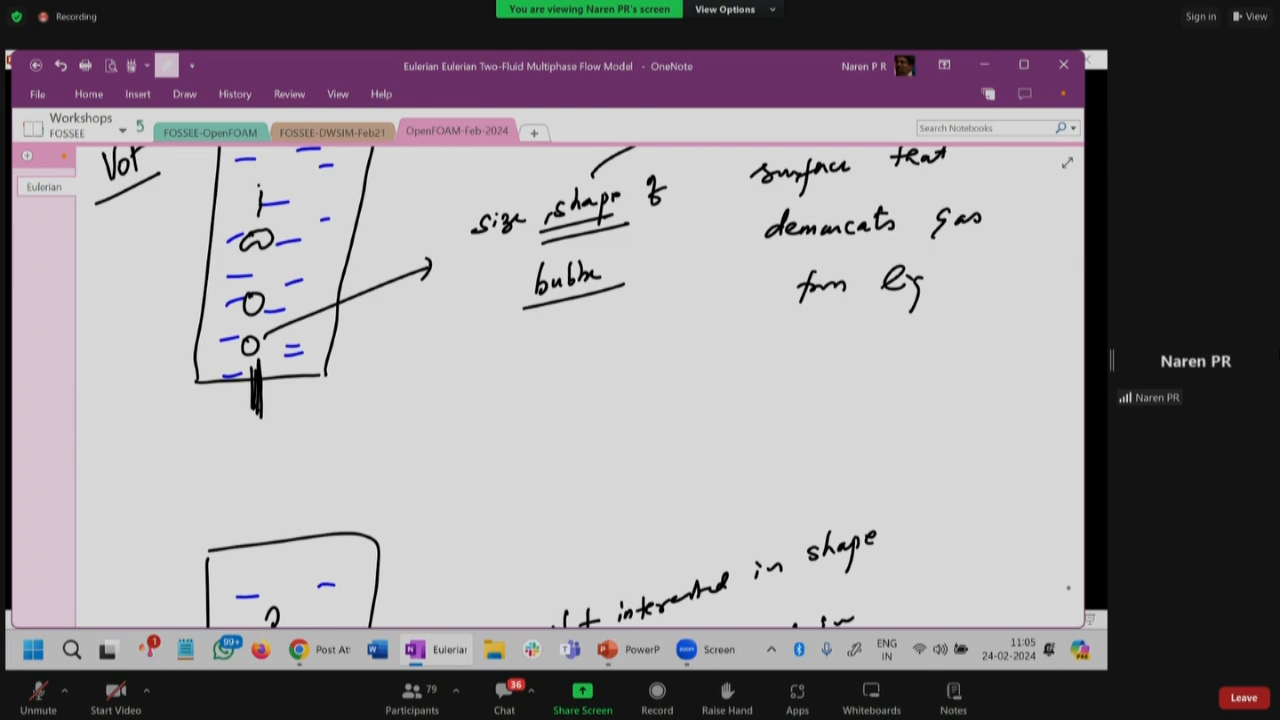 Recording
You are viewing Naren PR's screen
View Options
Sign in
View
Eulerian Eulerian Two-Fluid Multiphase Flow Model - OneNote
Naren P R
File
Home
Insert
Draw
History
Review
View
Help
Workshops
FOSSEE
FOSSEE-OpenFOAM
FOSSEE-DWSIM-Feb21
OpenFOAM-Feb-2024
Search Notebooks
Eulerian
size, shape of
surface that
demarcats gas
from
interested in shape
Naren PR
Naren PR
99+
1
Post At
Eulerian
PowerP
Screen
ENG
IN
11:05
24-02-2024
Unmute
Start Video
79
Participants
36
Chat
Share Screen
Record
Raise Hand
Apps
Whiteboards
Notes
Leave